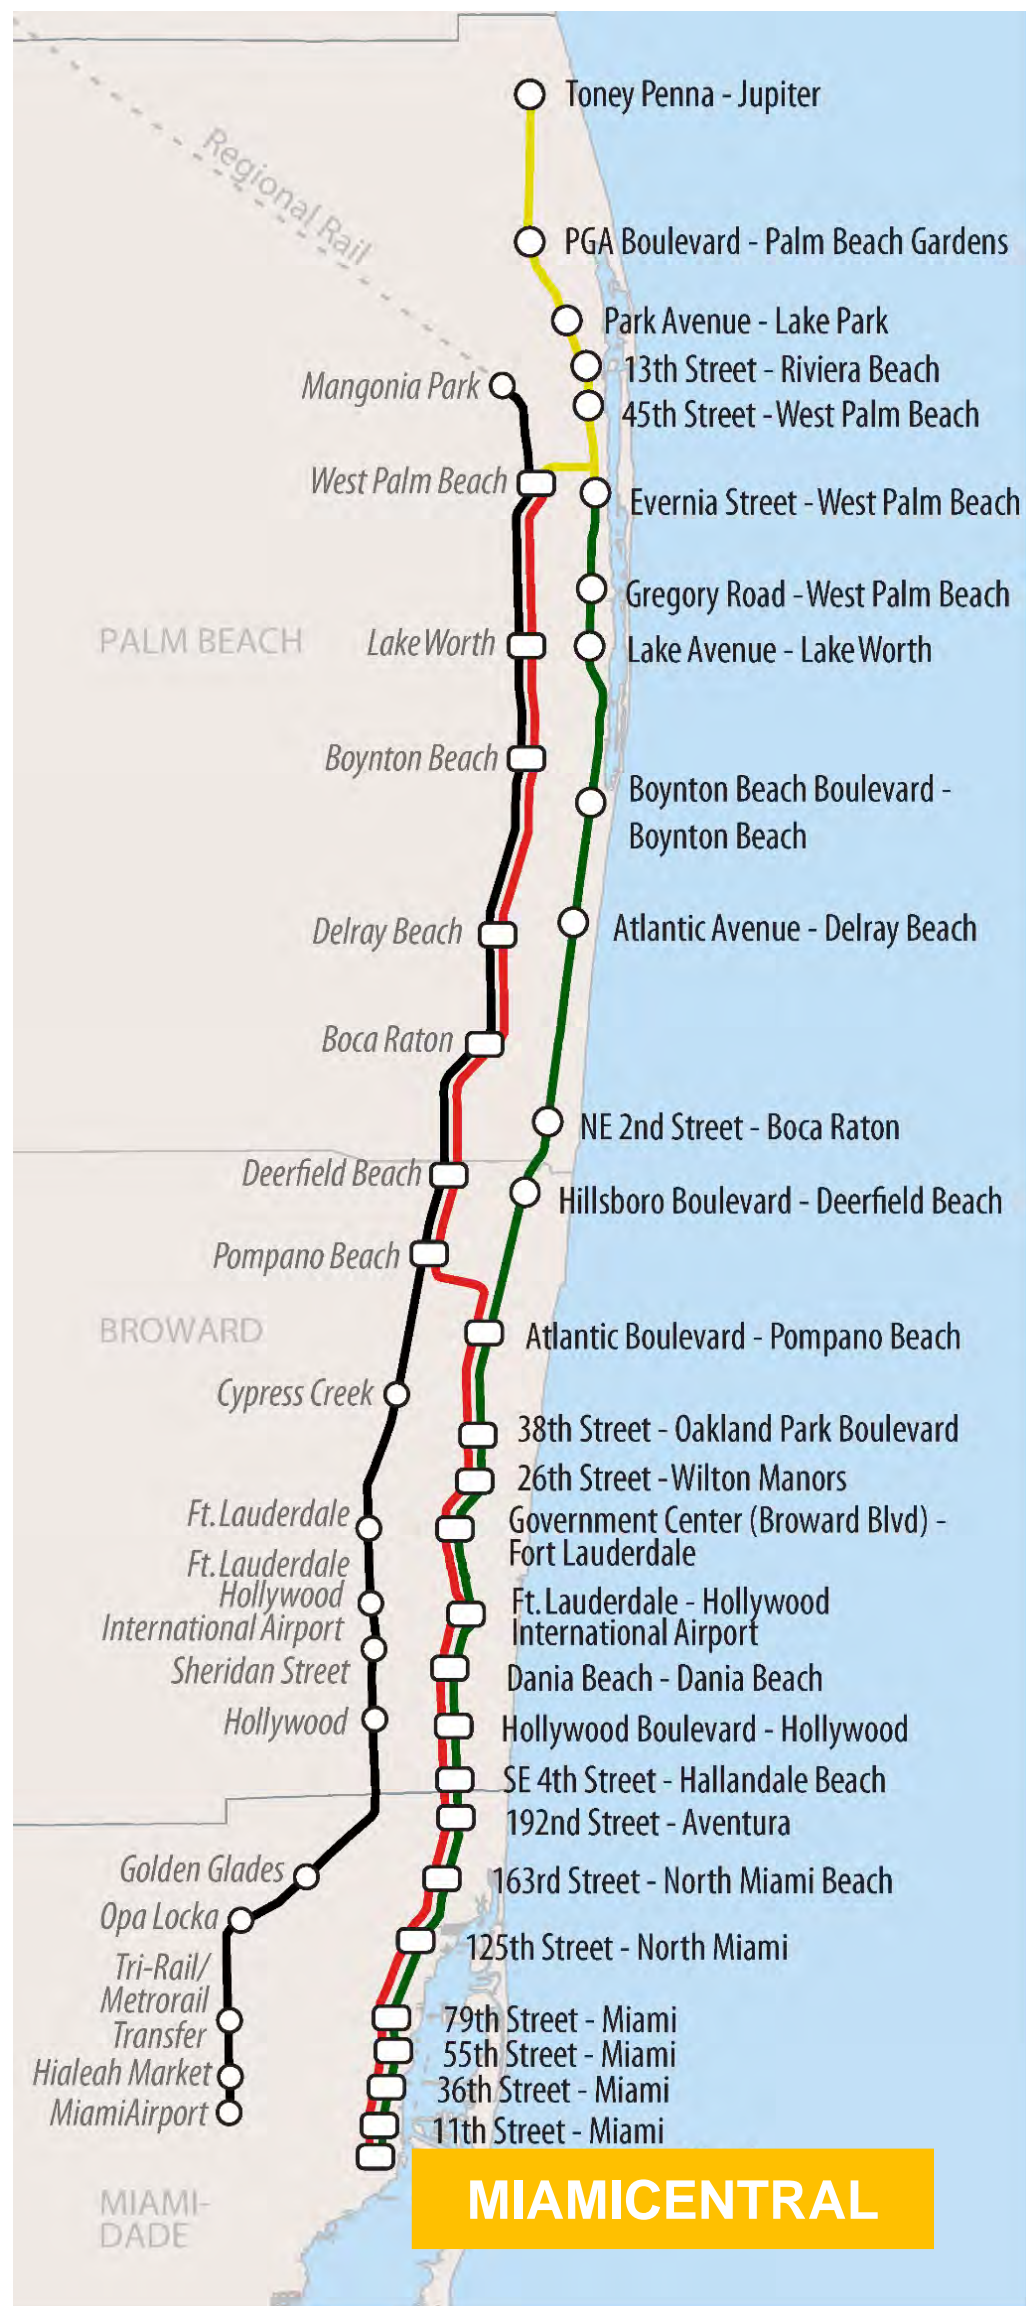 Toney Penna - Jupiter
Regional Rail
PGA Boulevard - Palm Beach Gardens
Park Avenue - Lake Park
13th Street - Riviera Beach
Mangonia Park
45th Street - West Palm Beach
West Palm Beach
Evernia Street - West Palm Beach
Gregory Road - West Palm Beach
PALM BEACH
Lake Worth
Lake Avenue - Lake Worth
Boynton Beach
Boynton Beach Boulevard -
Boynton Beach
Delray Beach
Atlantic Avenue - Delray Beach
Boca Raton
NE 2nd Street - Boca Raton
Deerfield Beach
Hillsboro Boulevard - Deerfield Beach
Pompano Beach
BROWARD
Atlantic Boulevard - Pompano Beach
Cypress Creek
38th Street - Oakland Park Boulevard
26th Street - Wilton Manors
Ft. Lauderdale
Government Center (Broward Blvd) -
Fort Lauderdale
Ft. Lauderdale
Hollywood
International Airport
Ft. Lauderdale - Hollywood
International Airport
Sheridan Street
Dania Beach - Dania Beach
Hollywood
Hollywood Boulevard - Hollywood
SE 4th Street - Hallandale Beach
192nd Street - Aventura
Golden Glades
163rd Street - North Miami Beach
Opa Locka
125th Street - North Miami
Tri-Rail/
Metrorail
Transfer
79th Street - Miami
55th Street - Miami
Hialeah Market
36th Street - Miami
MiamiAirport
11th Street - Miami
MIAMICENTRAL
MIAMI-
DADE